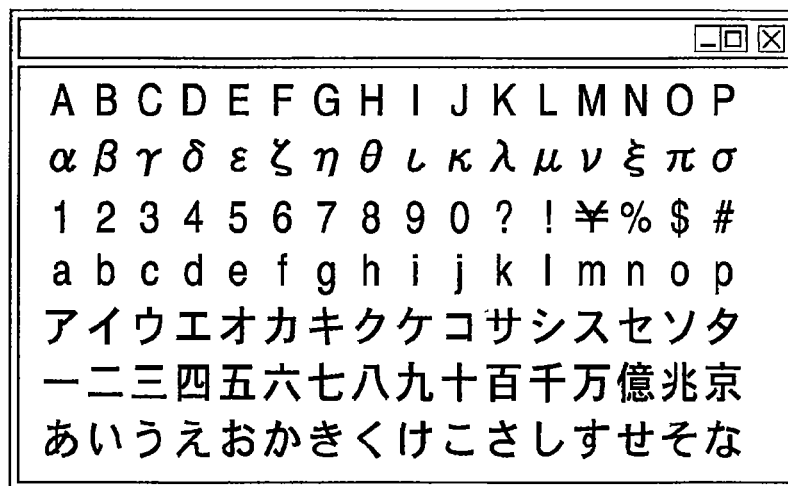 A B C D E F G H I J K L M N O P
α β γ δ ε ζ η θ ι κ λ μ ν ξ π σ
1 2 3 4 5 6 7 8 9 0 ? ! ¥ % $ #
a b c d e f g h i j k l m n o p
アイウエオカキクケコサシスセソタ
一二三四五六七八九十百千万億兆京
あいうえおかきくけこさしすせそな